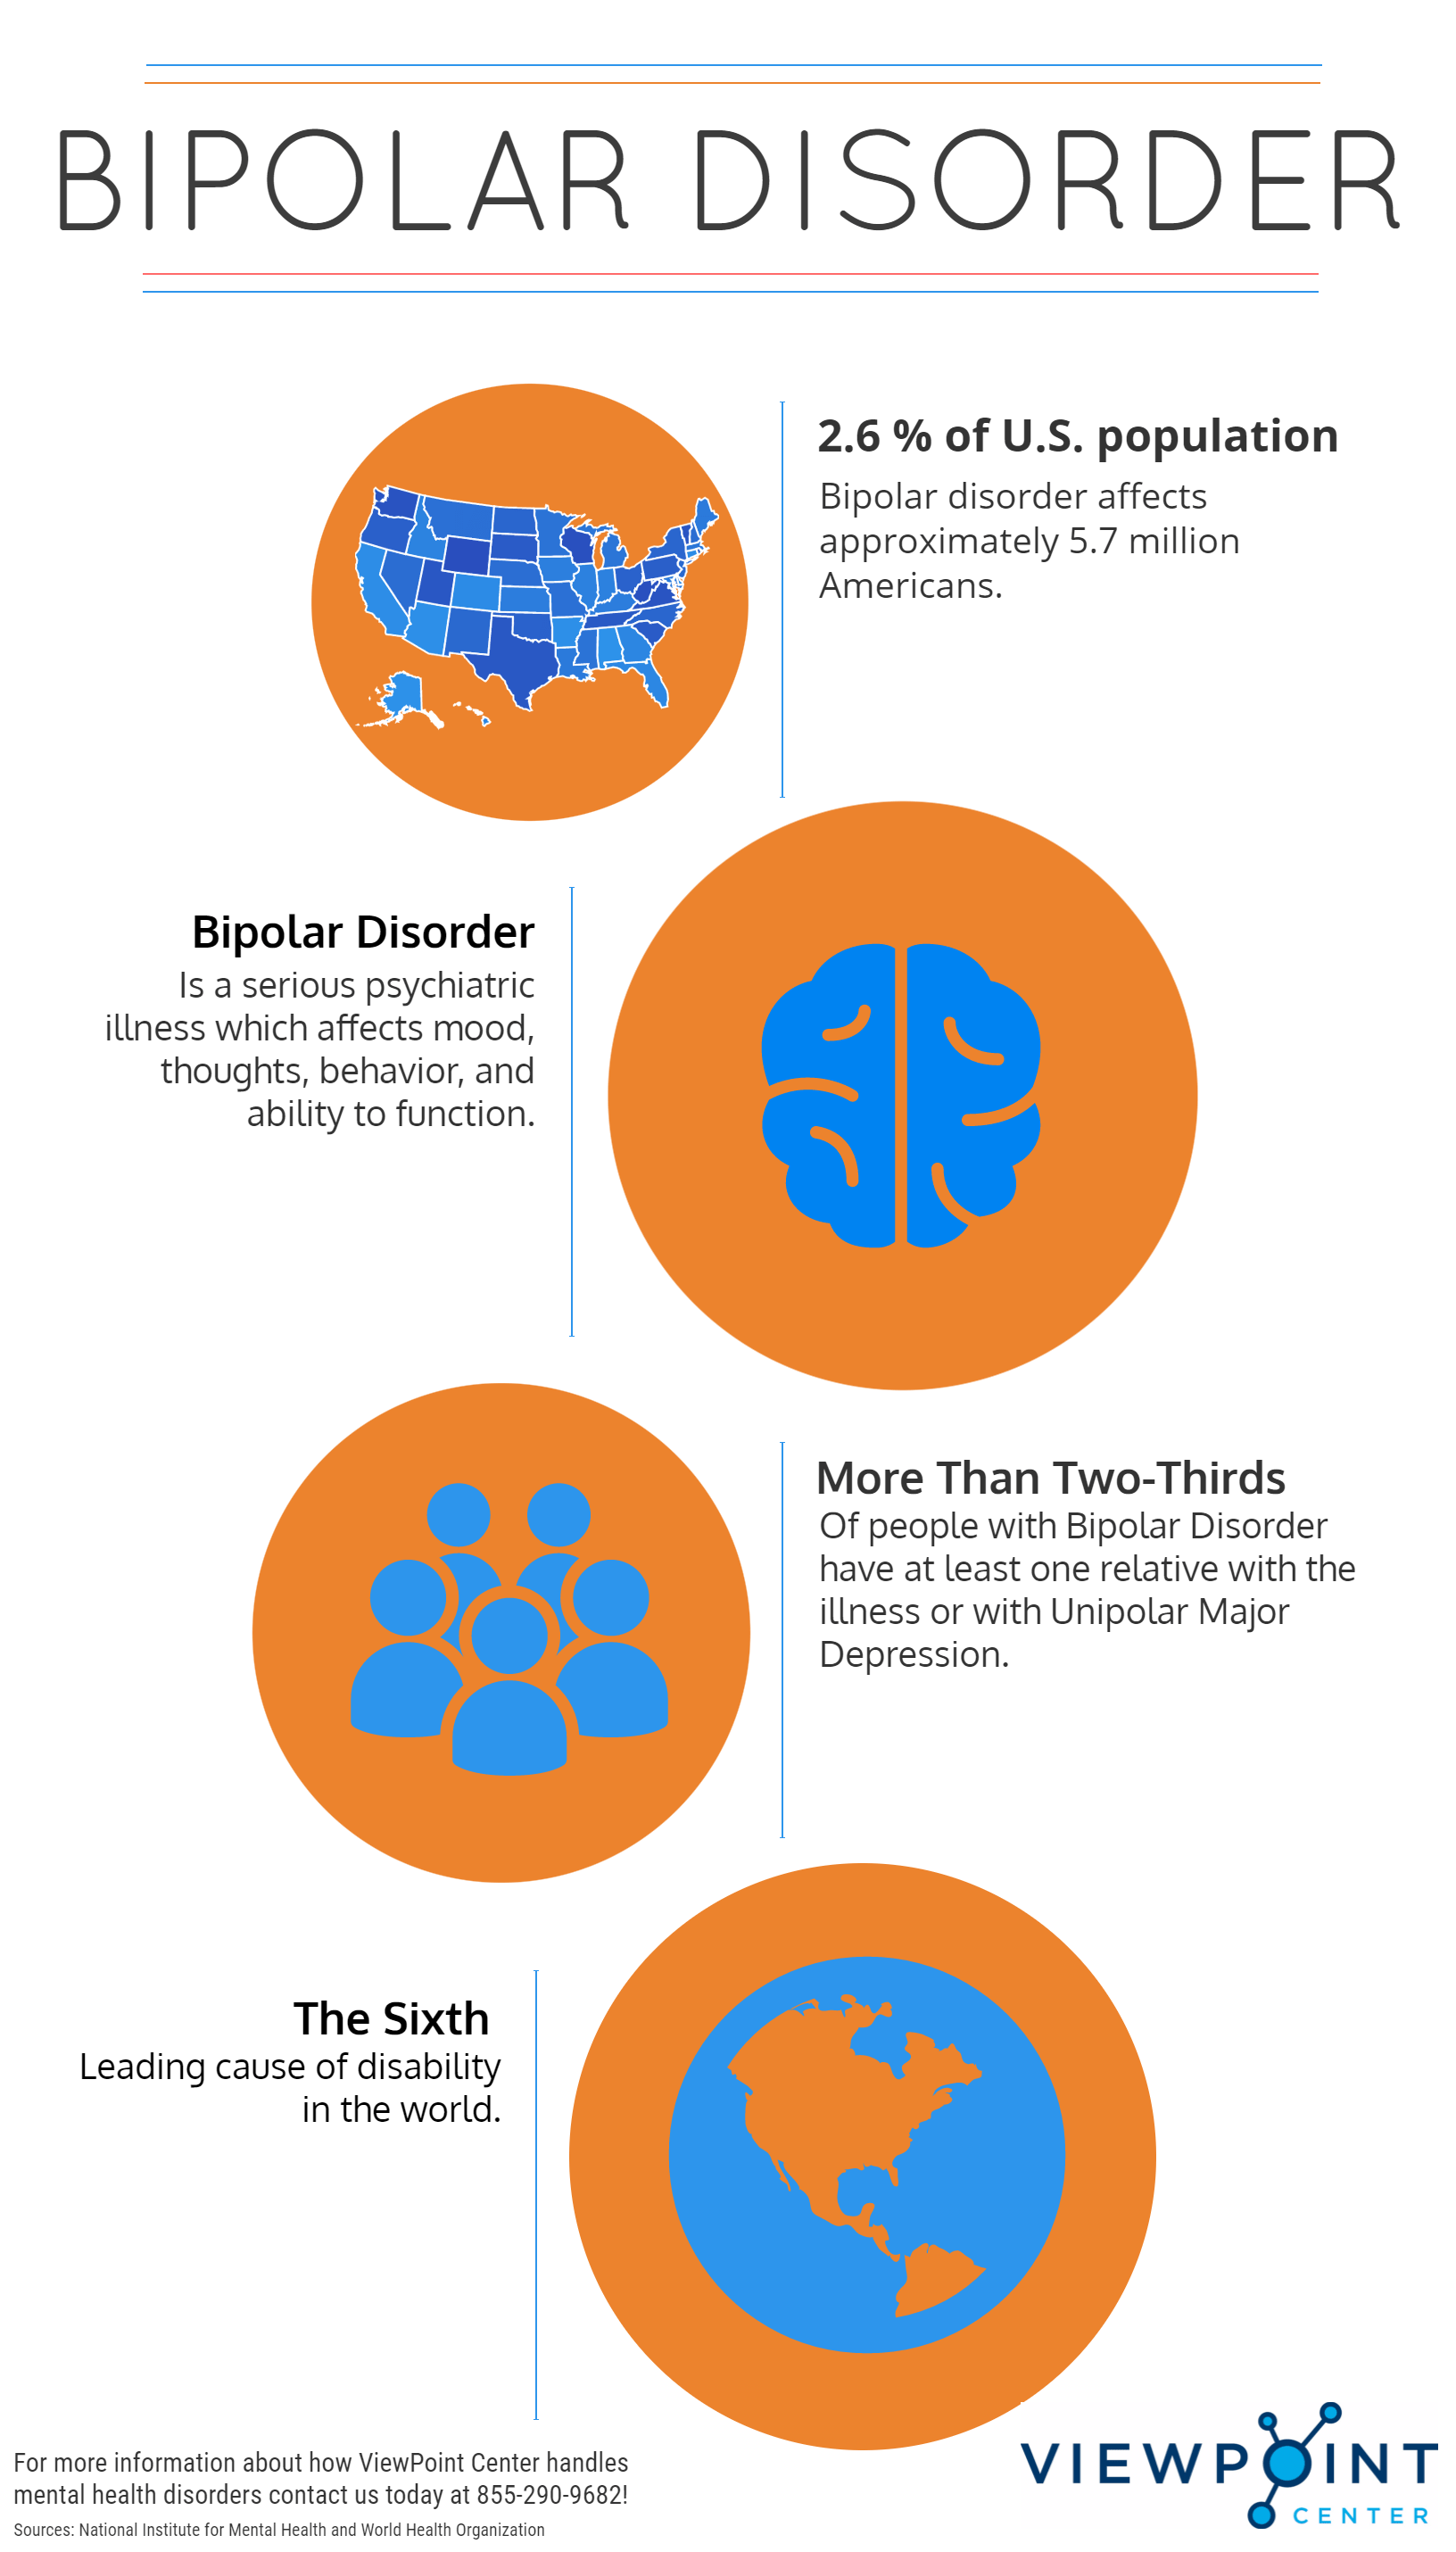 BIPOLAR DISORDER
2.6 % of U.S. population
Bipolar disorder affects
approximately 5.7 million
Americans.
Bipolar Disorder
Is a serious psychiatric
illness which affects mood,
thoughts, behavior, and
ability to function.
More Than Two-Thirds
Of people with Bipolar Disorder
have at least one relative with the
illness or with Unipolar Major
Depression.
The Sixth
Leading cause of disability
in the world.
For more information about how ViewPoint Center handles
mental health disorders contact us today at 855-290-9682!
Sources: National Institute for Mental Health and World Health Organization
VIEWPOINT
CENTER